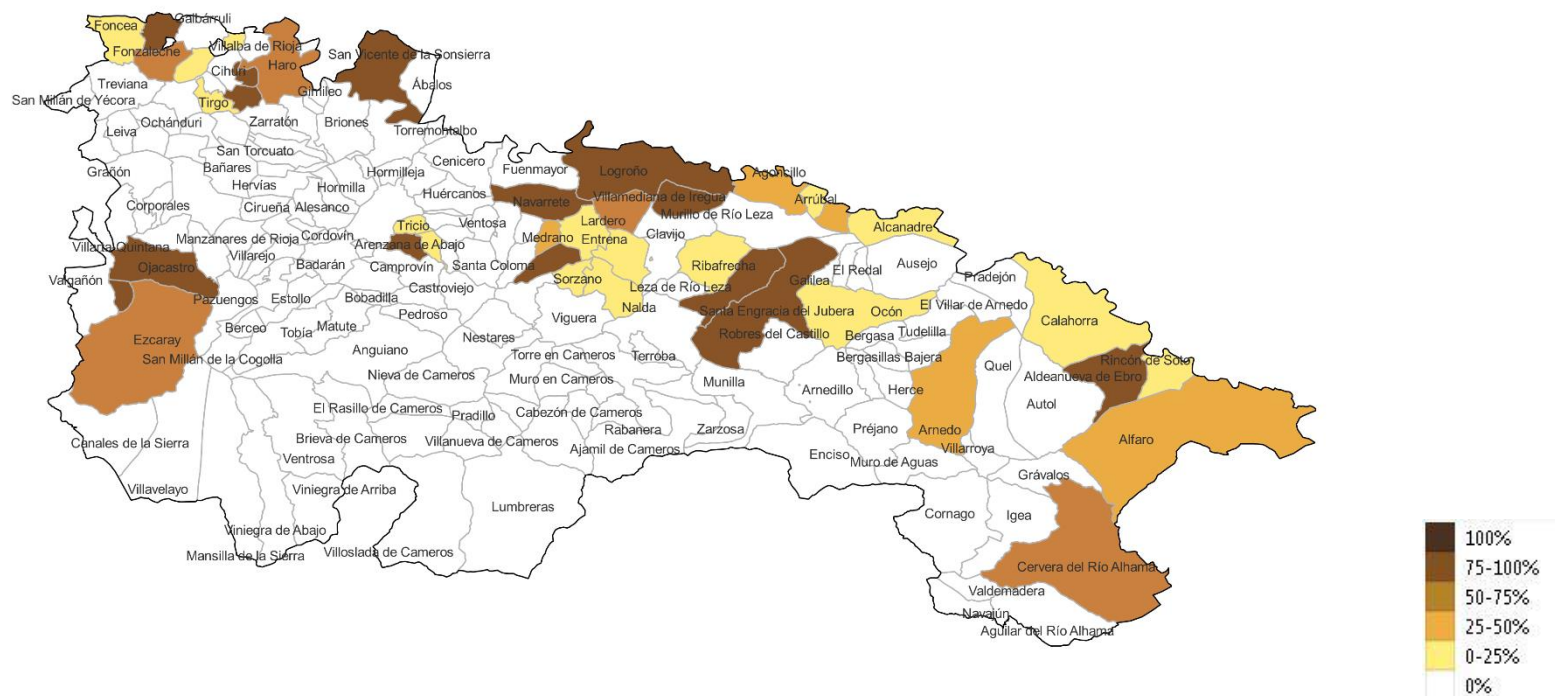 Galbárruli
Foncea
Villalba de Rioja
Fonzaleche
San Vicente de la Sonsierra
Cihuri
Haro
Treviana
Ábalos
Gimileo
San Millán de Yécora
Tirgo
Ochánduri
Zarratón
Briones
Leiva
Torremontalbo
San Torcuato
Cenicero
Bañares
Grañón
Hormilleja
Fuenmayor
Logroño
Agoncillo
Hervías
Hormilla
Huércanos
Villamediana de Iregua
Arrúbal
Navarrete
Corporales
Cirueña
Alesanco
Murillo de Río Leza
Tricio
Ventosa
Lardero
Alcanadre
Clavijo
Cordovín
Manzanares de Rioja
Medrano
Entrena
Villarta-Quintana
Arenzana de Abajo
Villarejo
Ausejo
Ojacastro
Badarán
Camprovín
Santa Coloma
Ribafrecha
El Redal
Pradejón
Valgañón
Sorzano
Galilea
Castroviejo
Leza de Río Leza
Pazuengos
Estollo
Bobadilla
Nalda
El Villar de Arnedo
Pedroso
Viguera
Santa Engracia del Jubera
Ocón
Calahorra
Berceo
Tobía
Matute
Robres del Castillo
Bergasa
Tudelilla
Ezcaray
Nestares
Anguiano
Torre en Cameros
Terroba
Bergasillas Bajera
San Millán de la Cogolla
Rincón de Soto
Quel
Nieva de Cameros
Muro en Cameros
Munilla
Aldeanueva de Ebro
Arnedillo
Herce
Autol
El Rasillo de Cameros
Pradillo
Cabezón de Cameros
Rabanera
Zarzosa
Préjano
Arnedo
Canales de la Sierra
Brieva de Cameros
Villanueva de Cameros
Ajamil de Cameros
Villarroya
Alfaro
Ventrosa
Enciso
Muro de Aguas
Grávalos
Villavelayo
Viniegra de Arriba
Lumbreras
Cornago
Igea
Viniegra de Abajo
Mansilla de la Sierra
Villoslada de Cameros
Cervera del Río Alhama
Valdemadera
Navajún
Aguilar del Río Alhama
100%
75-100%
50-75%
25-50%
0-25%
0%